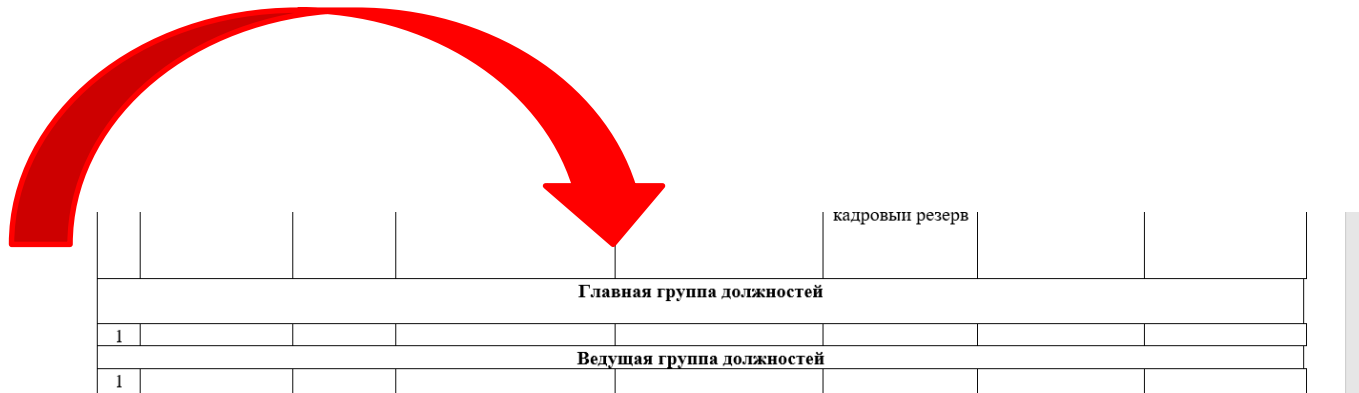 кадровый резерв
Главная группа должностей
1
Ведущая группа должностей
1